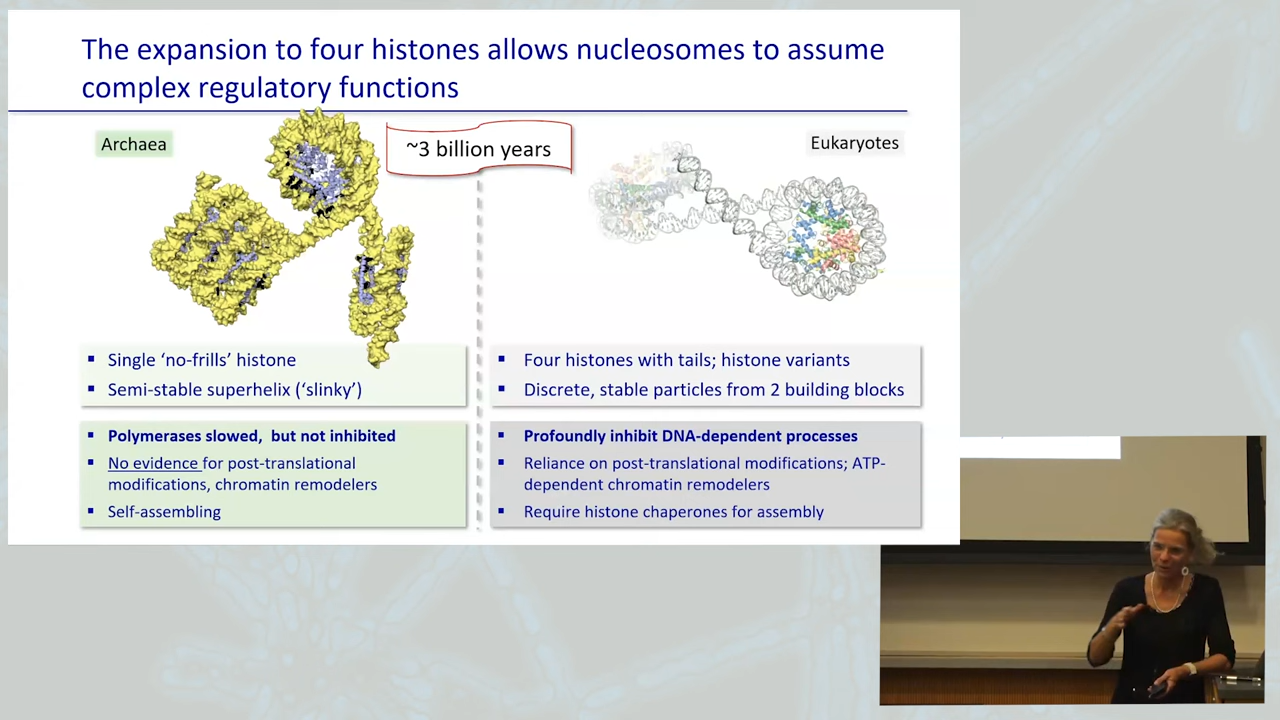 The expansion to four histones allows nucleosomes to assume
complex regulatory functions
Archaea
~3 billion years
Eukaryotes
▪ Single ‘no-frills’ histone
▪ Semi-stable superhelix (‘slinky’)
▪ Four histones with tails; histone variants
▪ Discrete, stable particles from 2 building blocks
▪ Polymerases slowed, but not inhibited
▪ No evidence for post-translational
modifications, chromatin remodelers
▪ Self-assembling
▪ Profoundly inhibit DNA-dependent processes
▪ Reliance on post-translational modifications; ATP-
dependent chromatin remodelers
▪ Require histone chaperones for assembly